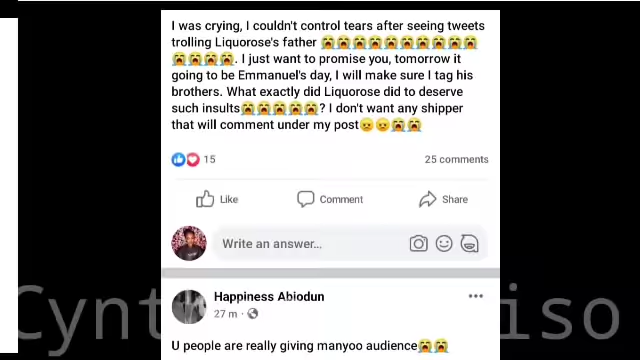 I was crying, I couldn't control tears after seeing tweets
trolling Liquorose's father 😭😭😭😭😭😭😭😭😭😭
😭😭😭😭. I just want to promise you, tomorrow it
going to be Emmanuel's day, I will make sure I tag his
brothers. What exactly did Liquorose did to deserve
such insults😭😭😭😭😭? I don't want any shipper
that will comment under my post😞😞😭😭
15
25 comments
Like Comment Share
Write an answer...
Happiness Abiodun
27 m ·
U people are really giving manyoo audience😭😭